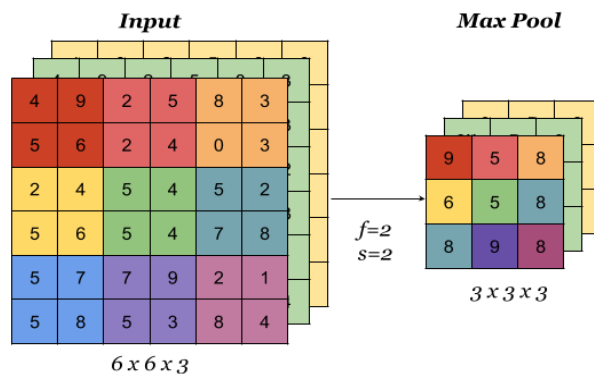 Input
Max Pool
4 9 2 5 8 3
5 6 2 4 0 3
2 4 5 4 5 2
5 6 5 4 7 8
5 7 7 9 2 1
5 8 5 3 8 4
6 x 6 x 3
f=2
s=2
9 5 8
6 5 8
8 9 8
3 x 3 x 3